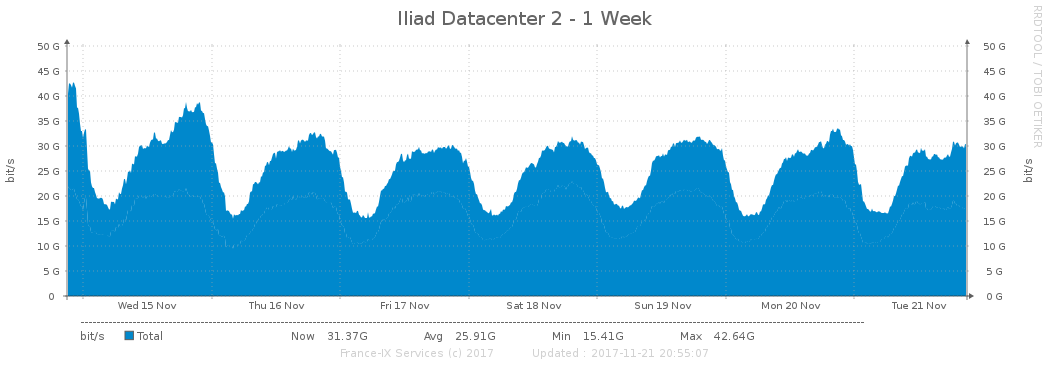 Iliad Datacenter 2 - 1 Week
RRDTOOL / TOBI OETIKER
bit/s
50 G 50 G
45 G 45 G
40 G 40 G
35 G 35 G
30 G 30 G
25 G 25 G
20 G 20 G
15 G 15 G
10 G 10 G
5 G 5 G
0 0 G
bit/s
Wed 15 Nov Thu 16 Nov Fri 17 Nov Sat 18 Nov Sun 19 Nov Mon 20 Nov Tue 21 Nov
bit/s Total Now 31.37G Avg 25.91G Min 15.41G Max 42.64G
France-IX Services (c) 2017 Updated : 2017-11-21 20:55:07